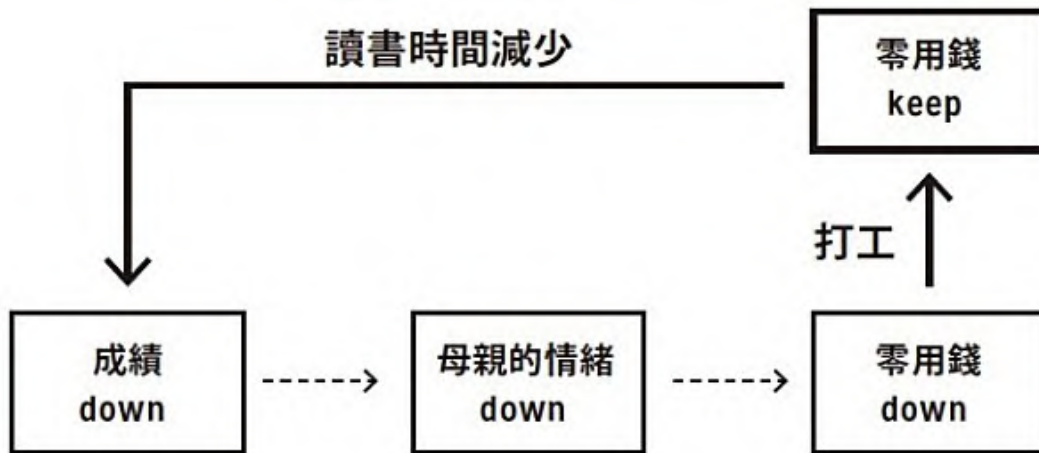 讀書時間減少
零用錢
keep
打工
成績
down
母親的情緒
down
零用錢
down